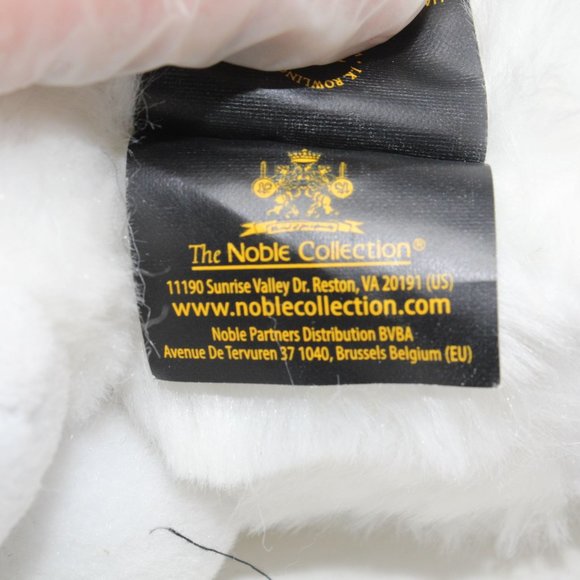 J.K. ROWLIN
The Noble Collection®
11190 Sunrise Valley Dr. Reston, VA 20191 (US)
www.noblecollection.com
Noble Partners Distribution BVBA
Avenue De Tervuren 37 1040, Brussels Belgium (EU)